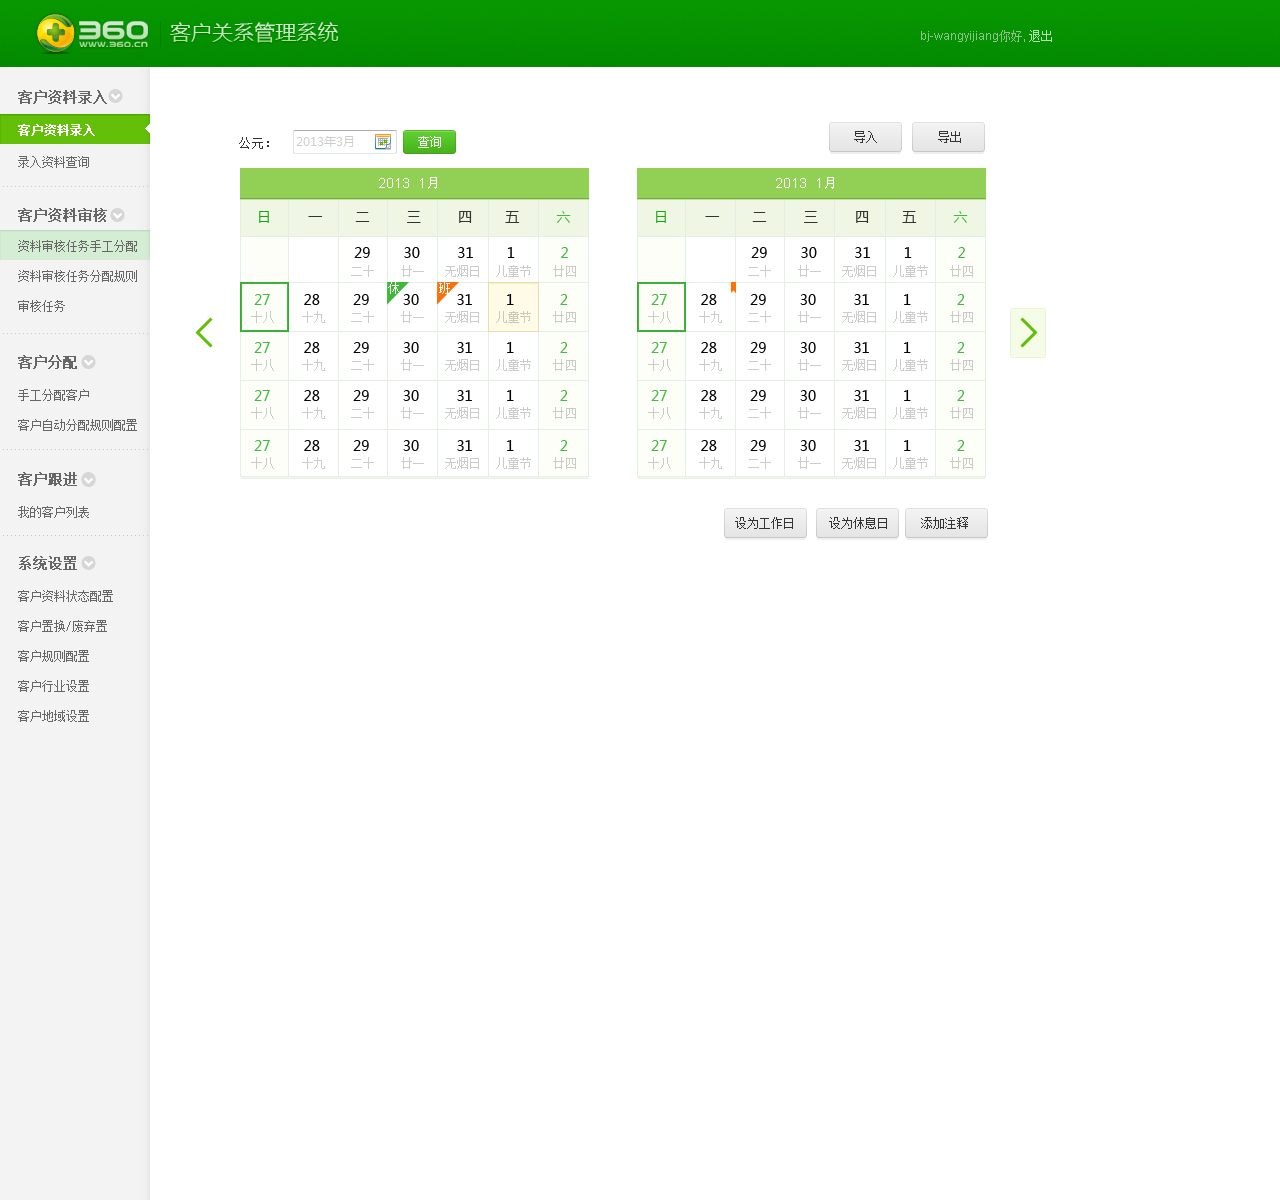 360 客户关系管理系统
www.360.cn
bj-wangyijiang你好, 退出
客户资料录入
客户资料录入
录入资料查询
客户资料审核
资料审核任务手工分配
资料审核任务分配规则
审核任务
客户分配
手工分配客户
客户自动分配规则配置
客户跟进
我的客户列表
系统设置
客户资料状态配置
客户置换/废弃置
客户规则配置
客户行业设置
客户地域设置
公元： 2013年3月 查询
导入 导出
2013 1月
日 一 二 三 四 五 六
29 30 31 1 2
二十 廿一 无烟日 儿童节 廿四
休 班
27 28 29 30 31 1 2
十八 十九 二十 廿一 无烟日 儿童节 廿四
27 28 29 30 31 1 2
十八 十九 二十 廿一 无烟日 儿童节 廿四
27 28 29 30 31 1 2
十八 十九 二十 廿一 无烟日 儿童节 廿四
27 28 29 30 31 1 2
十八 十九 二十 廿一 无烟日 儿童节 廿四
2013 1月
日 一 二 三 四 五 六
29 30 31 1 2
二十 廿一 无烟日 儿童节 廿四
27 28 29 30 31 1 2
十八 十九 二十 廿一 无烟日 儿童节 廿四
27 28 29 30 31 1 2
十八 十九 二十 廿一 无烟日 儿童节 廿四
27 28 29 30 31 1 2
十八 十九 二十 廿一 无烟日 儿童节 廿四
27 28 29 30 31 1 2
十八 十九 二十 廿一 无烟日 儿童节 廿四
设为工作日 设为休息日 添加注释